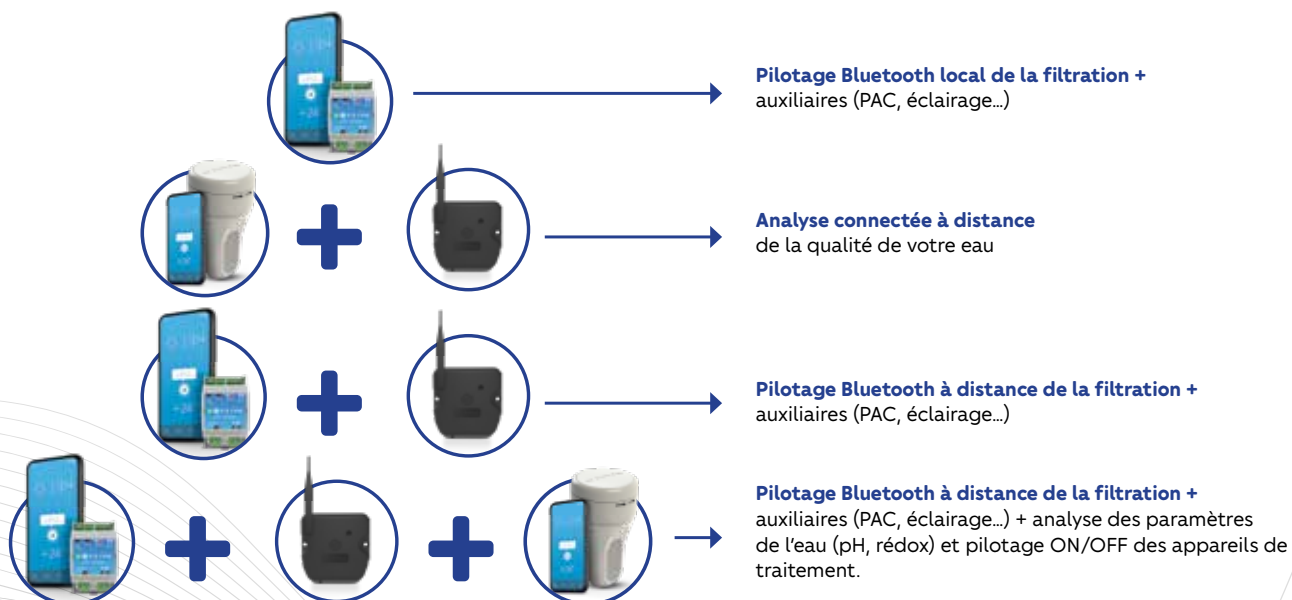 Pilotage Bluetooth local de la filtration +
auxiliaires (PAC, éclairage…)
Analyse connectée à distance
de la qualité de votre eau
Pilotage Bluetooth à distance de la filtration +
auxiliaires (PAC, éclairage…)
Pilotage Bluetooth à distance de la filtration +
auxiliaires (PAC, éclairage…) + analyse des paramètres
de l’eau (pH, rédox) et pilotage ON/OFF des appareils de
traitement.